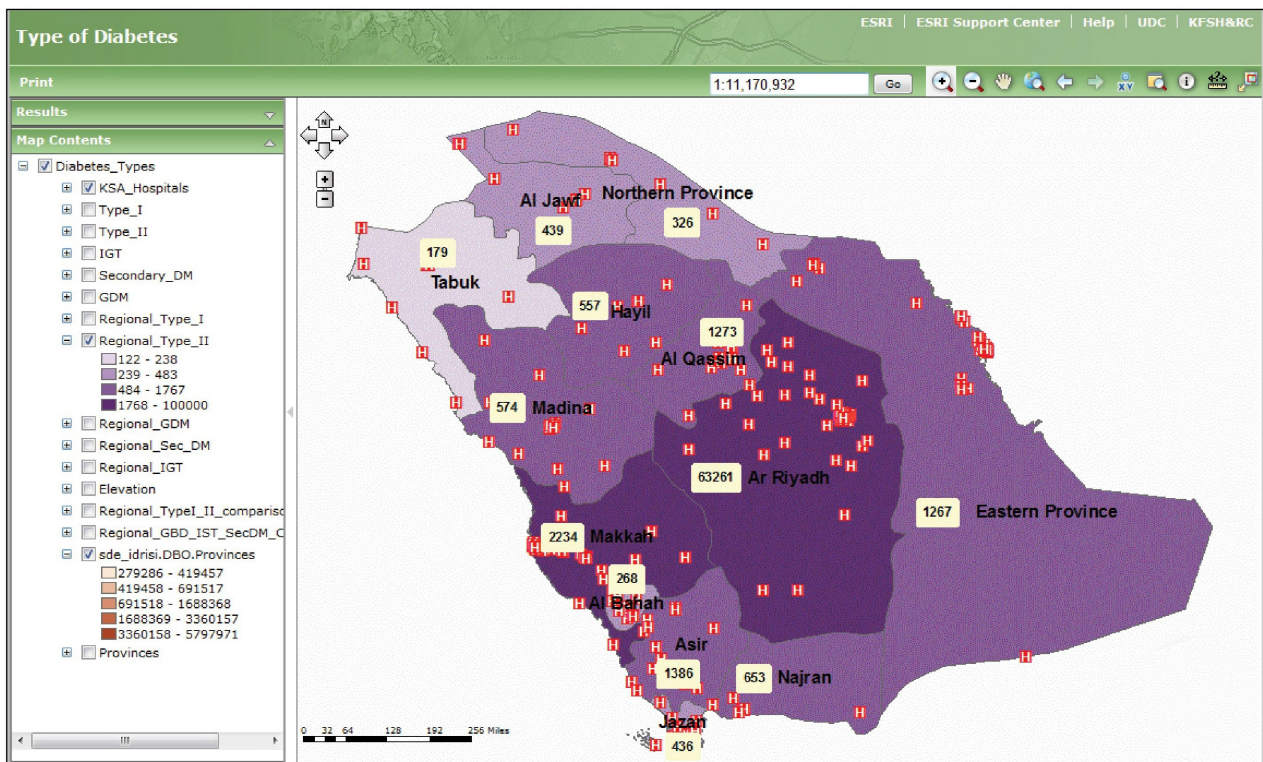 ESRI | ESRI Support Center | Help | UDC | KFSH&RC
Type of Diabetes
Print
1:11,170,932
Go
Results
Map Contents
Diabetes_Types
KSA_Hospitals
Type_I
Type_II
IGT
Secondary_DM
GDM
Regional_Type_I
Regional_Type_II
122 - 238
239 - 483
484 - 1767
1768 - 100000
Regional_GDM
Regional_Sec_DM
Regional_IGT
Elevation
Regional_TypeI_II_comparisc
Regional_GBD_IST_SecDM_C
sde_idrisi.DBO.Provinces
279286 - 419457
419458 - 691517
691518 - 1688368
1688369 - 3360157
3360158 - 5797971
Provinces
N
Al Jawf
Northern Province
439
326
179
Tabuk
557
Hayil
1273
Al Qassim
574
Madina
63261
Ar Riyadh
1267
Eastern Province
2234
Makkah
268
Al Bahah
Asir
1386
653
Najran
Jazan
436
0 32 64 128 192 256 Miles